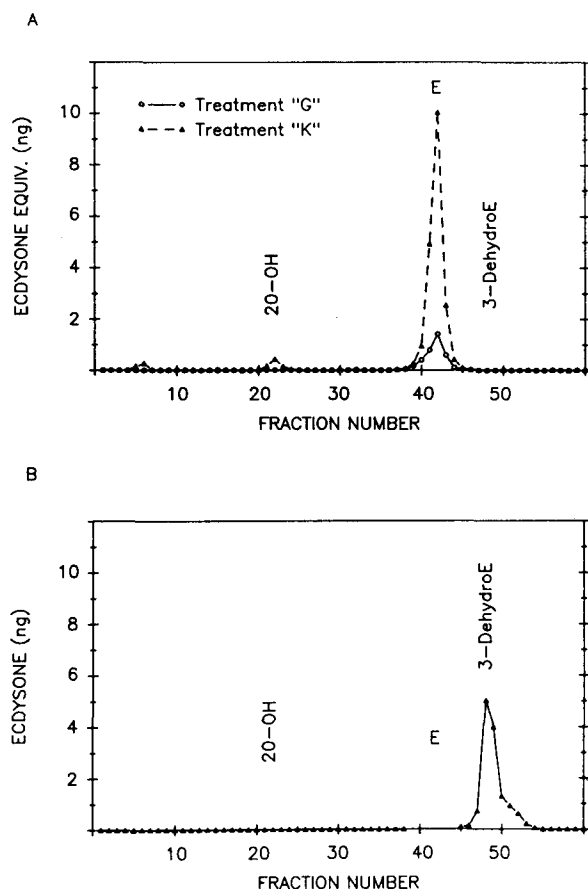 A
Treatment "G"
Treatment "K"
E
20-OH
3-DehydroE
ECDYSONE EQUIV. (ng)
10
8
6
4
2
10 20 30 40 50
FRACTION NUMBER
B
3-DehydroE
20-OH
E
ECDYSONE (ng)
10
8
6
4
2
10 20 30 40 50
FRACTION NUMBER